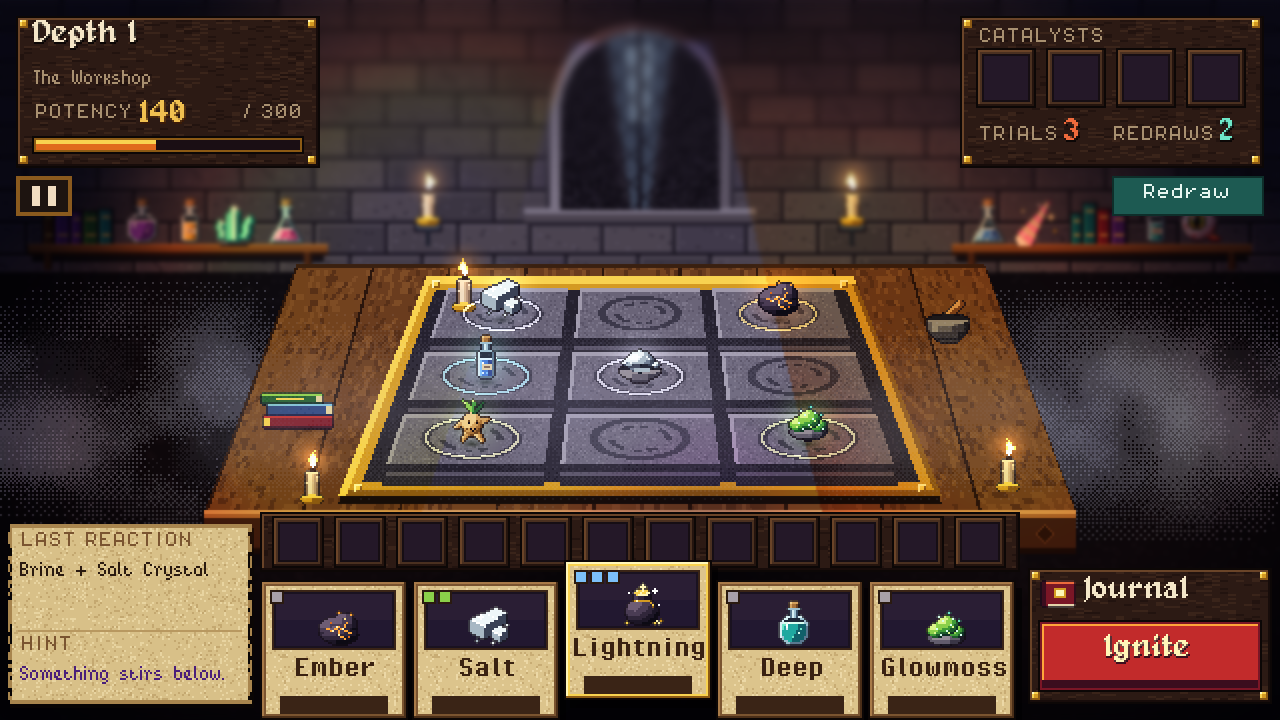 Depth 1
The Workshop
POTENCY 140 / 300
CATALYSTS
TRIALS 3 REDRAWS 2
Redraw
LAST REACTION
Brine + Salt Crystal
HINT
Something stirs below.
Ember
Salt
Lightning
Deep
Glowmoss
Journal
Ignite